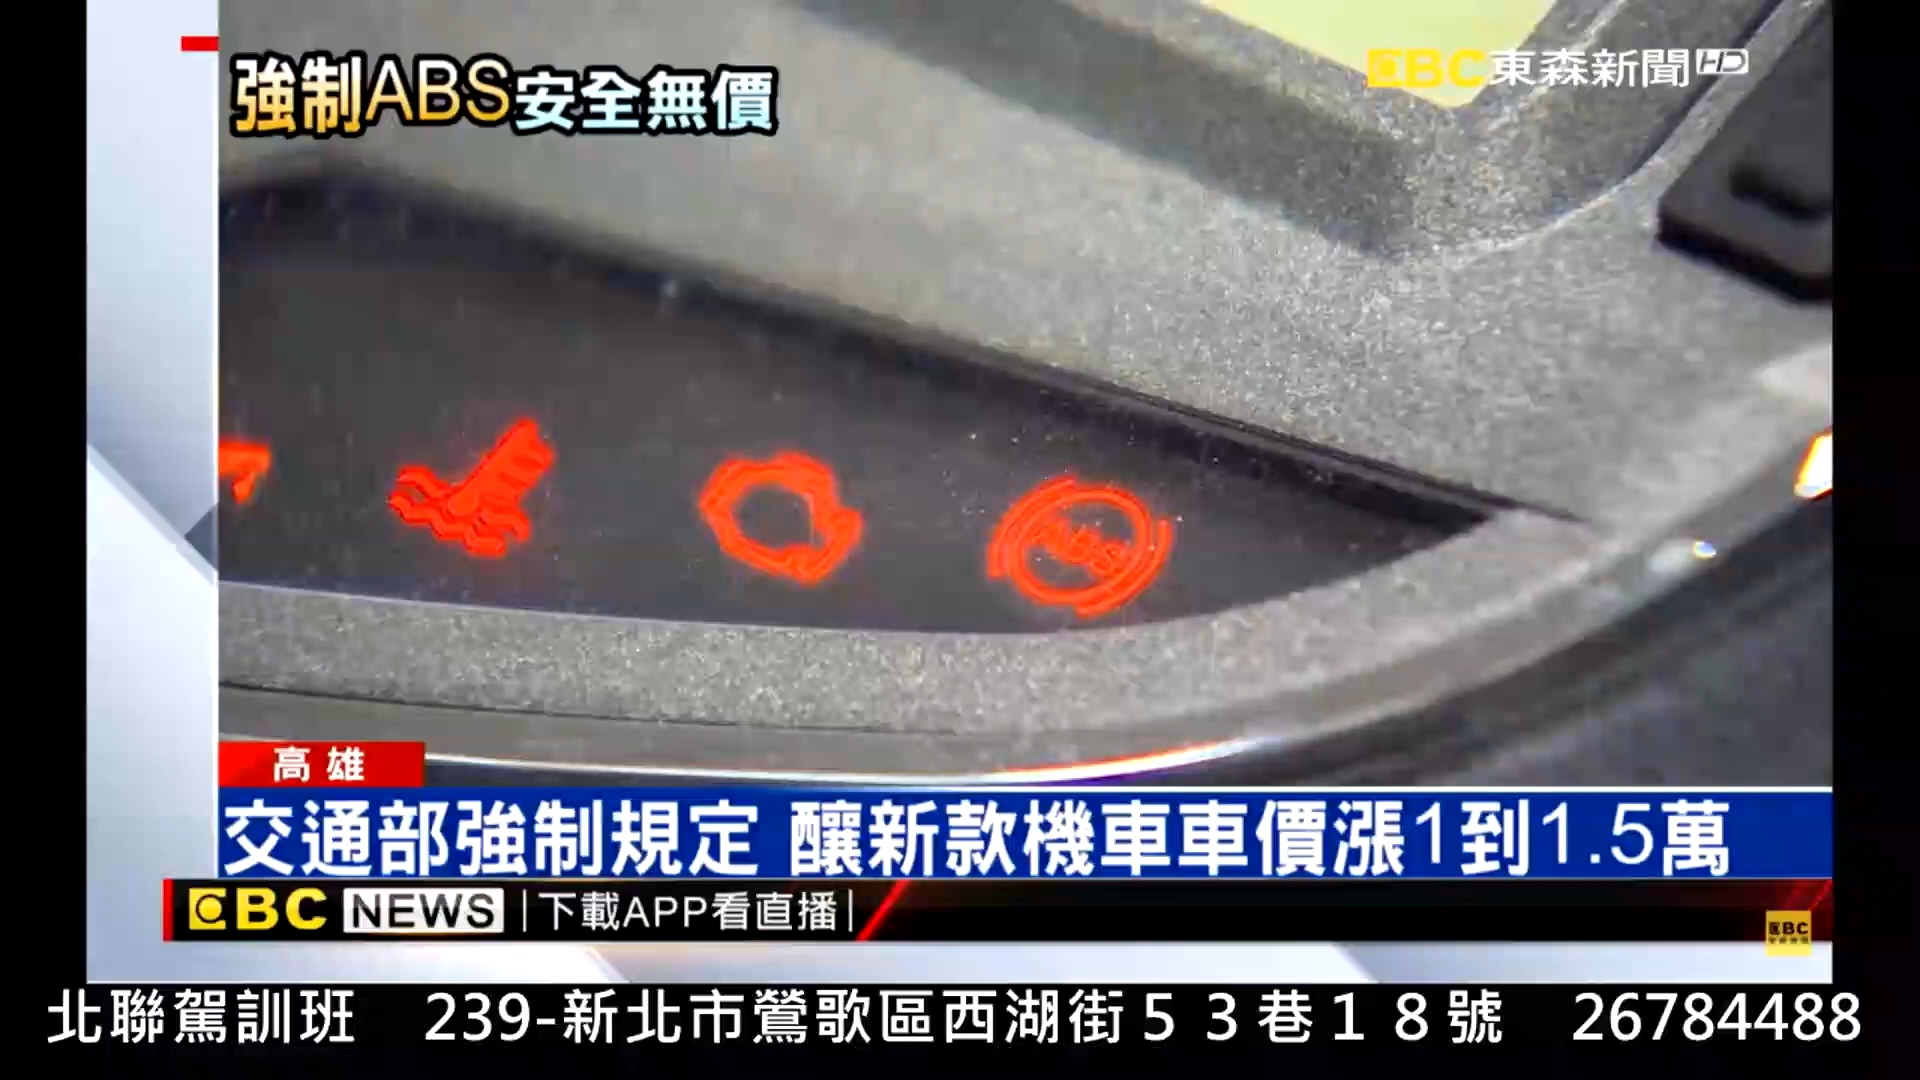 強制ABS安全無價
EBC東森新聞HD
ABS
高雄
交通部強制規定 釀新款機車車價漲1到1.5萬
EBC NEWS 下載APP看直播
EBC
北聯駕訓班 239-新北市鶯歌區西湖街53巷18號 26784488